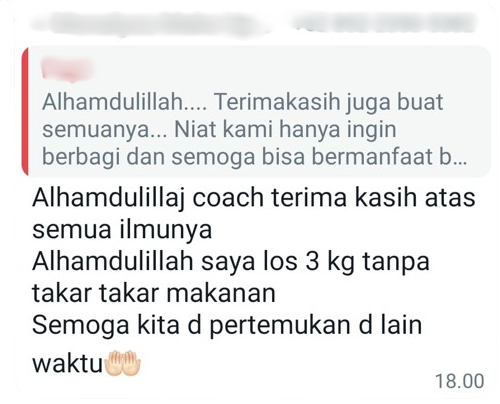 Alhamdulillah.... Terimakasih juga buat
semuanya... Niat kami hanya ingin
berbagi dan semoga bisa bermanfaat b...
Alhamdulillaj coach terima kasih atas
semua ilmunya
Alhamdulillah saya los 3 kg tanpa
takar takar makanan
Semoga kita d pertemukan d lain
waktu🤲🏻
18.00